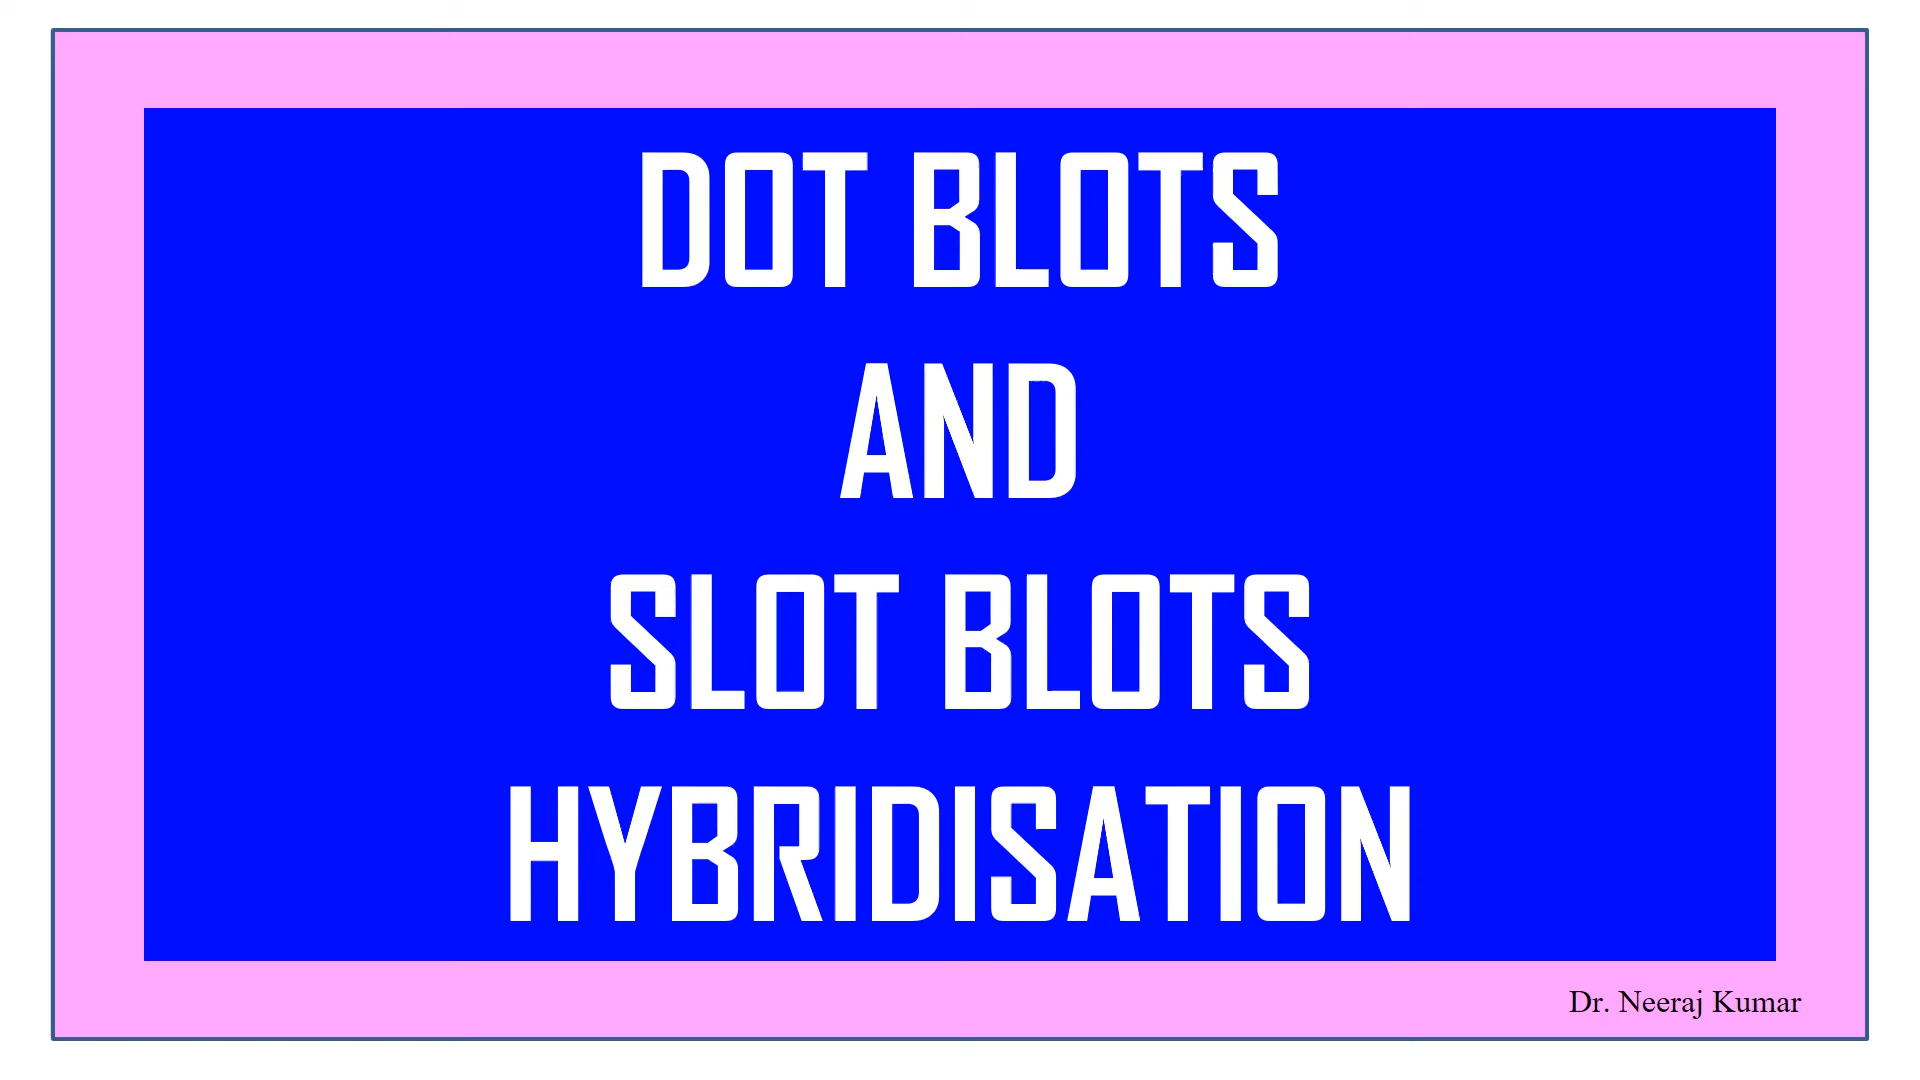 DOT BLOTS
AND
SLOT BLOTS
HYBRIDISATION
Dr. Neeraj Kumar